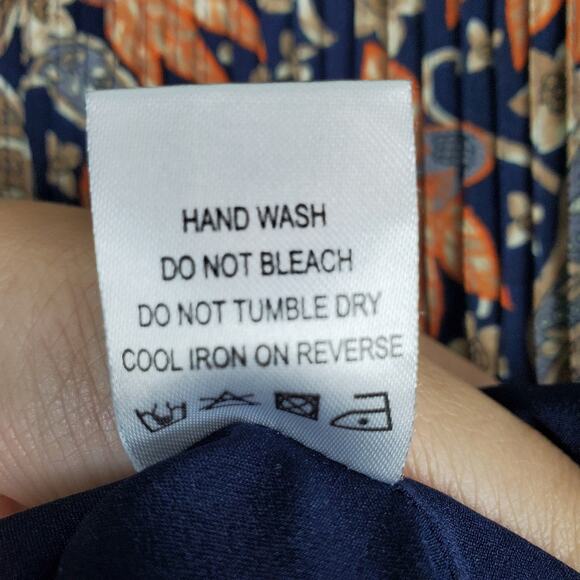 HAND WASH
DO NOT BLEACH
DO NOT TUMBLE DRY
COOL IRON ON REVERSE